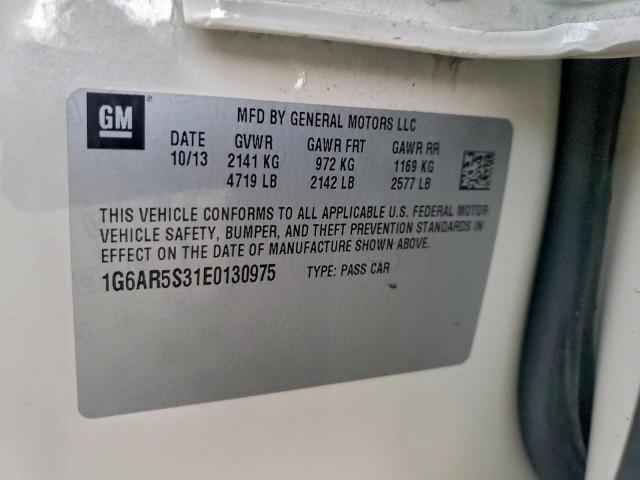 GM
MFD BY GENERAL MOTORS LLC
DATE GVWR GAWR FRT GAWR RR
10/13 2141 KG 972 KG 1169 KG
4719 LB 2142 LB 2577 LB
THIS VEHICLE CONFORMS TO ALL APPLICABLE U.S. FEDERAL MOTOR
VEHICLE SAFETY, BUMPER, AND THEFT PREVENTION STANDARDS IN
EFFECT ON THE DATE OF MANUFACTURE SHOWN ABOVE.
1G6AR5S31E0130975 TYPE: PASS CAR